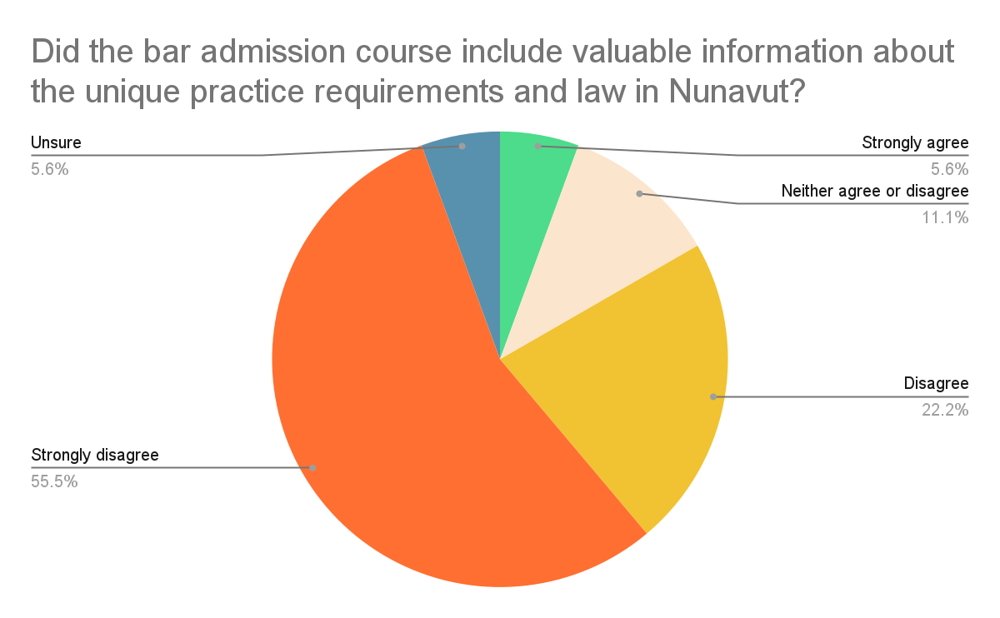 Did the bar admission course include valuable information about
the unique practice requirements and law in Nunavut?
Unsure
5.6%
Strongly agree
5.6%
Neither agree or disagree
11.1%
Disagree
22.2%
Strongly disagree
55.5%